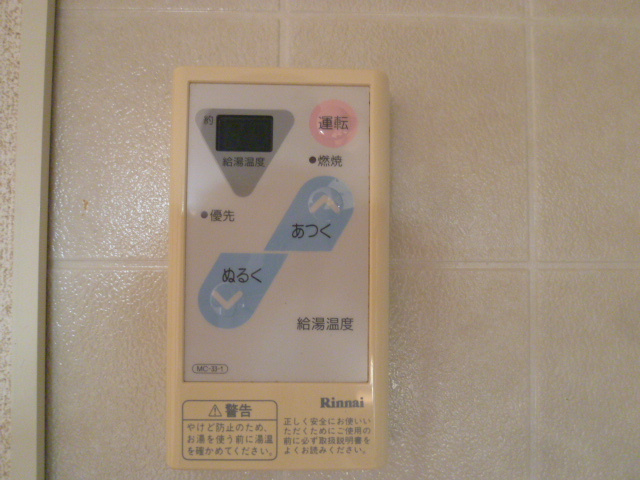 約
運転
給湯温度
燃焼
優先
あつく
ぬるく
給湯温度
Rinnai
警告
やけど防止のため、
お湯を使う前に湯温
を確かめてください。
正しく安全にお使いい
ただくためにご使用の
前に必ず取扱説明書を
よくお読みください。